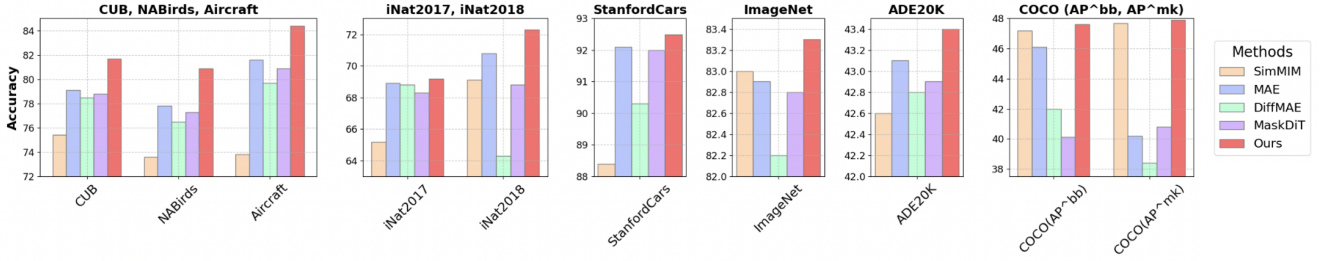 CUB, NABirds, Aircraft
Accuracy
84
82
80
78
76
74
72
CUB
NABirds
Aircraft
iNat2017, iNat2018
72
70
68
66
64
iNat2017
iNat2018
StanfordCars
93
92
91
90
89
88
StanfordCars
ImageNet
83.4
83.2
83.0
82.8
82.6
82.4
82.2
82.0
ImageNet
ADE20K
43.4
43.2
43.0
42.8
42.6
42.4
42.2
42.0
ADE20K
COCO (AP^bb, AP^mk)
48
46
44
42
40
38
COCO(AP^bb)
COCO(AP^mk)
Methods
SimMIM
MAE
DiffMAE
MaskDiT
Ours